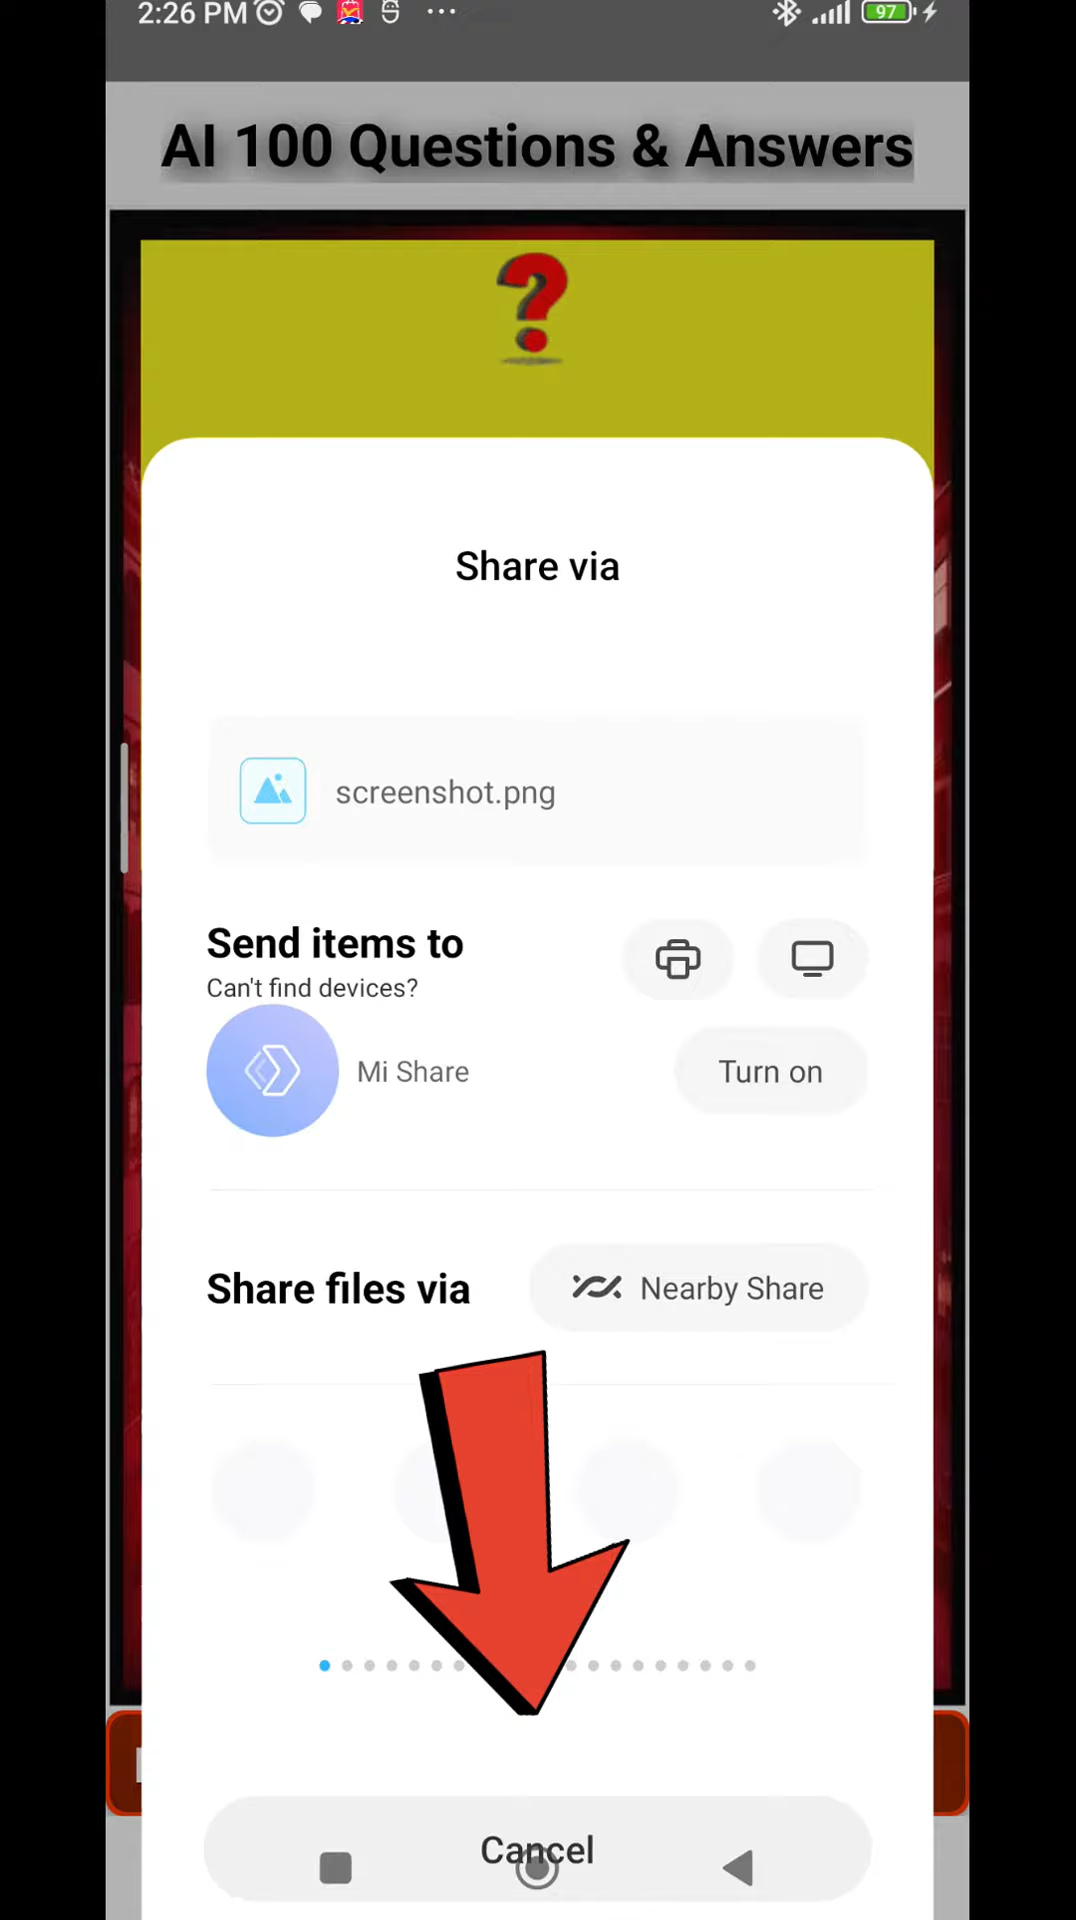 2:26 PM
97
AI 100 Questions & Answers
?
Share via
screenshot.png
Send items to
Can't find devices?
Mi Share
Turn on
Share files via
Nearby Share
Cancel